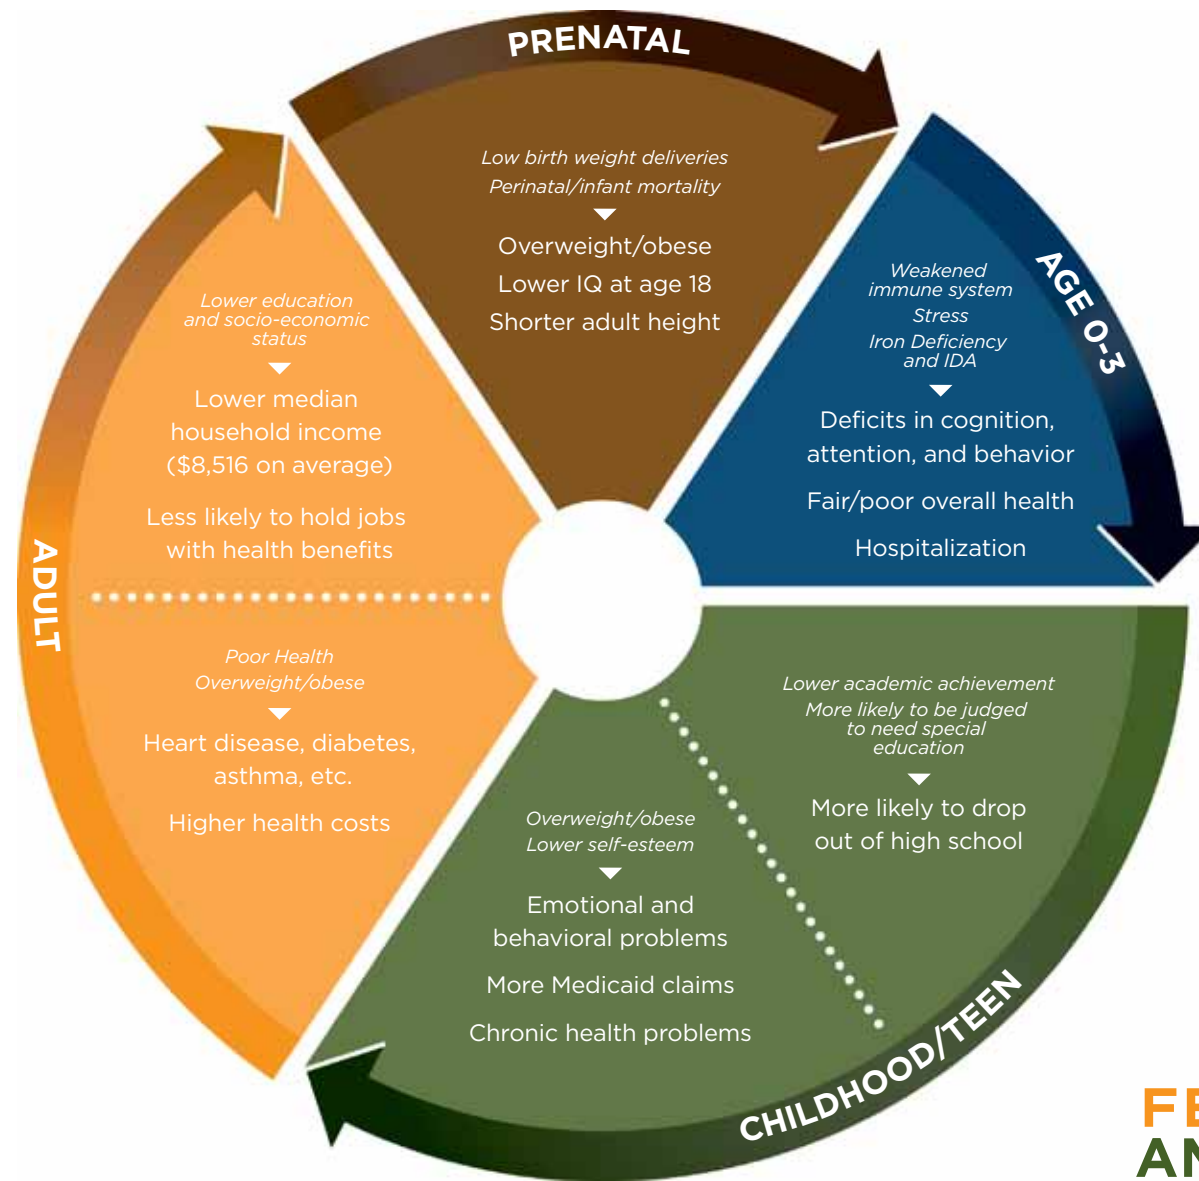 PRENATAL
Low birth weight deliveries
Perinatal/infant mortality
Overweight/obese
Lower IQ at age 18
Shorter adult height
AGE 0-3
Weakened
immune system
Stress
Iron Deficiency
and IDA
Deficits in cognition,
attention, and behavior
Fair/poor overall health
Hospitalization
CHILDHOOD/TEEN
Lower academic achievement
More likely to be judged
to need special
education
More likely to drop
out of high school
Overweight/obese
Lower self-esteem
Emotional and
behavioral problems
More Medicaid claims
Chronic health problems
ADULT
Poor Health
Overweight/obese
Heart disease, diabetes,
asthma, etc.
Higher health costs
Lower education
and socio-economic
status
Lower median
household income
($8,516 on average)
Less likely to hold jobs
with health benefits